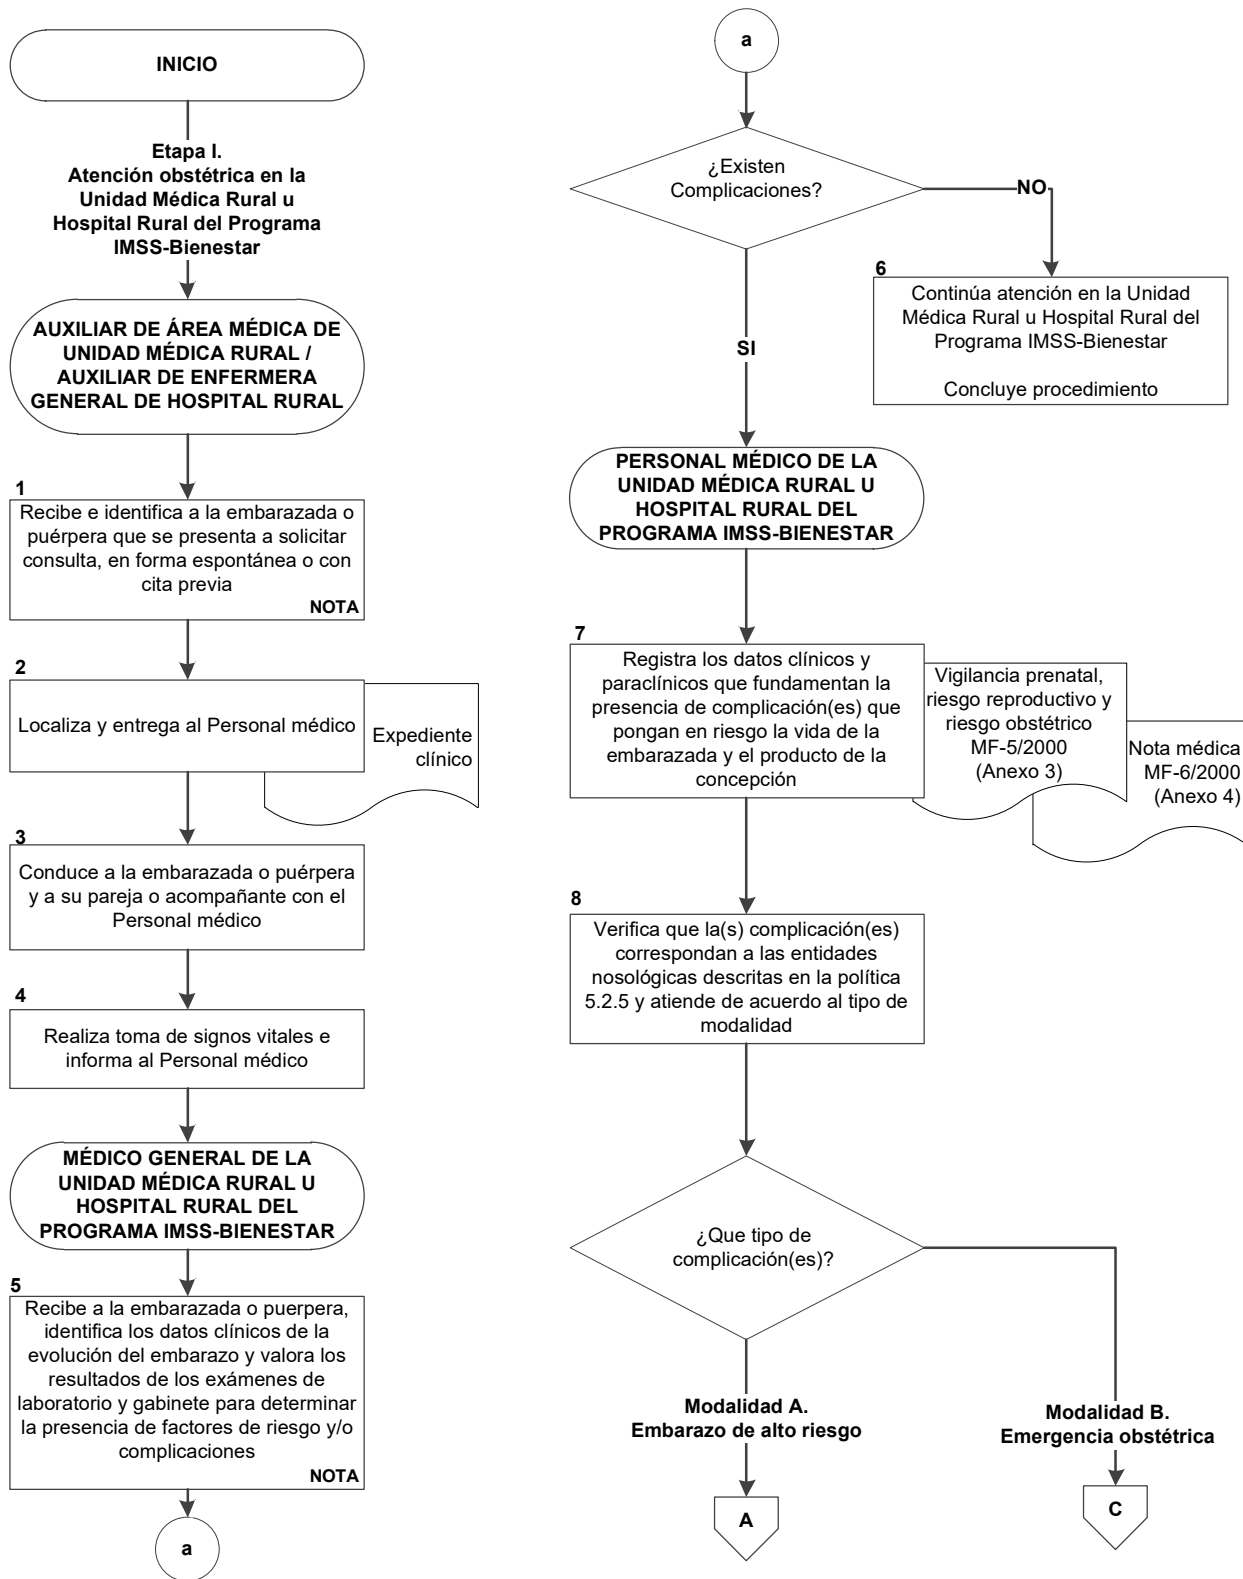 INICIO
Etapa I.
Atención obstétrica en la
Unidad Médica Rural u
Hospital Rural del Programa
IMSS-Bienestar
AUXILIAR DE ÁREA MÉDICA DE
UNIDAD MÉDICA RURAL /
AUXILIAR DE ENFERMERA
GENERAL DE HOSPITAL RURAL
1
Recibe e identifica a la embarazada o
puérpera que se presenta a solicitar
consulta, en forma espontánea o con
cita previa
NOTA
2
Localiza y entrega al Personal médico
Expediente
clínico
3
Conduce a la embarazada o puérpera
y a su pareja o acompañante con el
Personal médico
4
Realiza toma de signos vitales e
informa al Personal médico
MÉDICO GENERAL DE LA
UNIDAD MÉDICA RURAL U
HOSPITAL RURAL DEL
PROGRAMA IMSS-BIENESTAR
5
Recibe a la embarazada o puerpera,
identifica los datos clínicos de la
evolución del embarazo y valora los
resultados de los exámenes de
laboratorio y gabinete para determinar
la presencia de factores de riesgo y/o
complicaciones
NOTA
a
a
¿Existen
Complicaciones?
NO
6
Continúa atención en la Unidad
Médica Rural u Hospital Rural del
Programa IMSS-Bienestar
Concluye procedimiento
SI
PERSONAL MÉDICO DE LA
UNIDAD MÉDICA RURAL U
HOSPITAL RURAL DEL
PROGRAMA IMSS-BIENESTAR
7
Registra los datos clínicos y
paraclínicos que fundamentan la
presencia de complicación(es) que
pongan en riesgo la vida de la
embarazada y el producto de la
concepción
Vigilancia prenatal,
riesgo reproductivo y
riesgo obstétrico
MF-5/2000
(Anexo 3)
Nota médica
MF-6/2000
(Anexo 4)
8
Verifica que la(s) complicación(es)
correspondan a las entidades
nosológicas descritas en la política
5.2.5 y atiende de acuerdo al tipo de
modalidad
¿Que tipo de
complicación(es)?
Modalidad A.
Embarazo de alto riesgo
Modalidad B.
Emergencia obstétrica
A
C